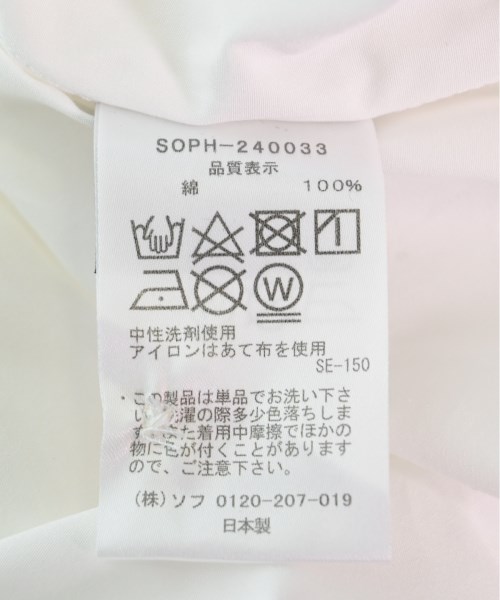 SOPH-240033
品質表示
綿 100%
W
中性洗剤使用
アイロンはあて布を使用
SE-150
・この製品は単品でお洗い下さ
い 濯の際多少色落ちしま
す た着用中摩擦でほかの
物に色が付くことがあります
ので、ご注意下さい。
(株)ソフ 0120-207-019
日本製